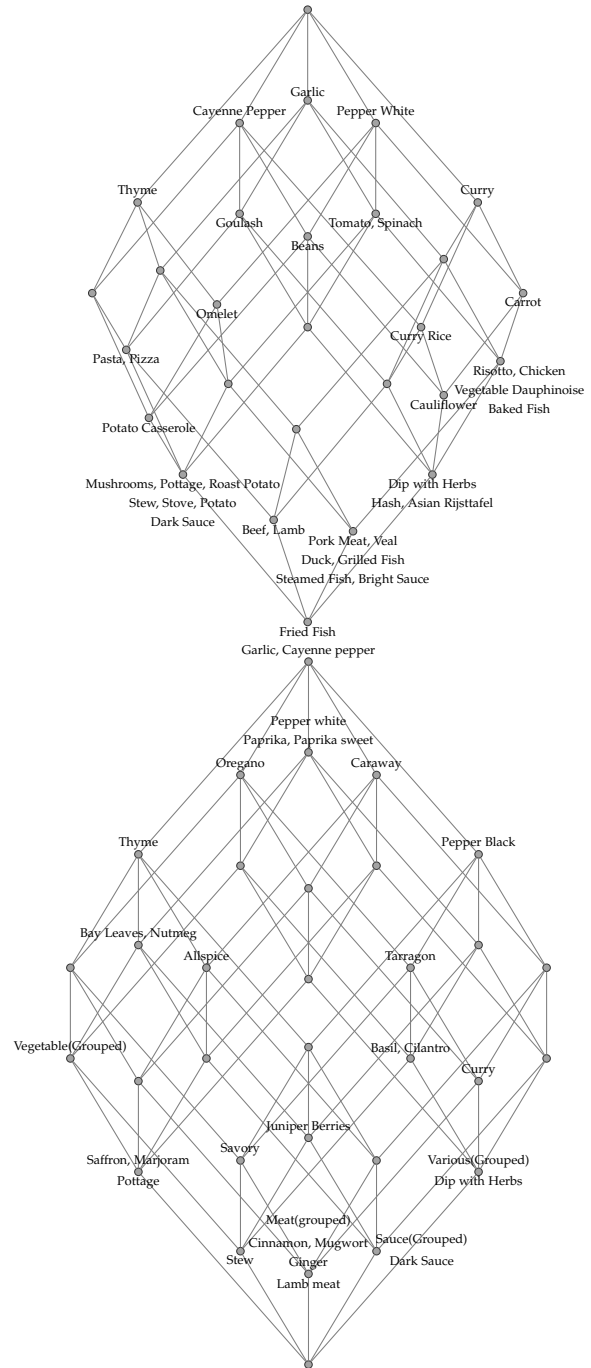 Garlic
Cayenne Pepper
Pepper White
Thyme
Curry
Goulash
Tomato, Spinach
Beans
Omelet
Carrot
Curry Rice
Pasta, Pizza
Risotto, Chicken
Vegetable Dauphinoise
Baked Fish
Cauliflower
Potato Casserole
Mushrooms, Pottage, Roast Potato
Stew, Stove, Potato
Dark Sauce
Dip with Herbs
Hash, Asian Rijsttafel
Beef, Lamb
Pork Meat, Veal
Duck, Grilled Fish
Steamed Fish, Bright Sauce
Fried Fish
Garlic, Cayenne pepper
Pepper white
Paprika, Paprika sweet
Oregano
Caraway
Thyme
Pepper Black
Bay Leaves, Nutmeg
Allspice
Tarragon
Vegetable(Grouped)
Basil, Cilantro
Curry
Juniper Berries
Savory
Saffron, Marjoram
Pottage
Various(Grouped)
Dip with Herbs
Meat(grouped)
Cinnamon, Mugwort
Ginger
Lamb meat
Stew
Sauce(Grouped)
Dark Sauce